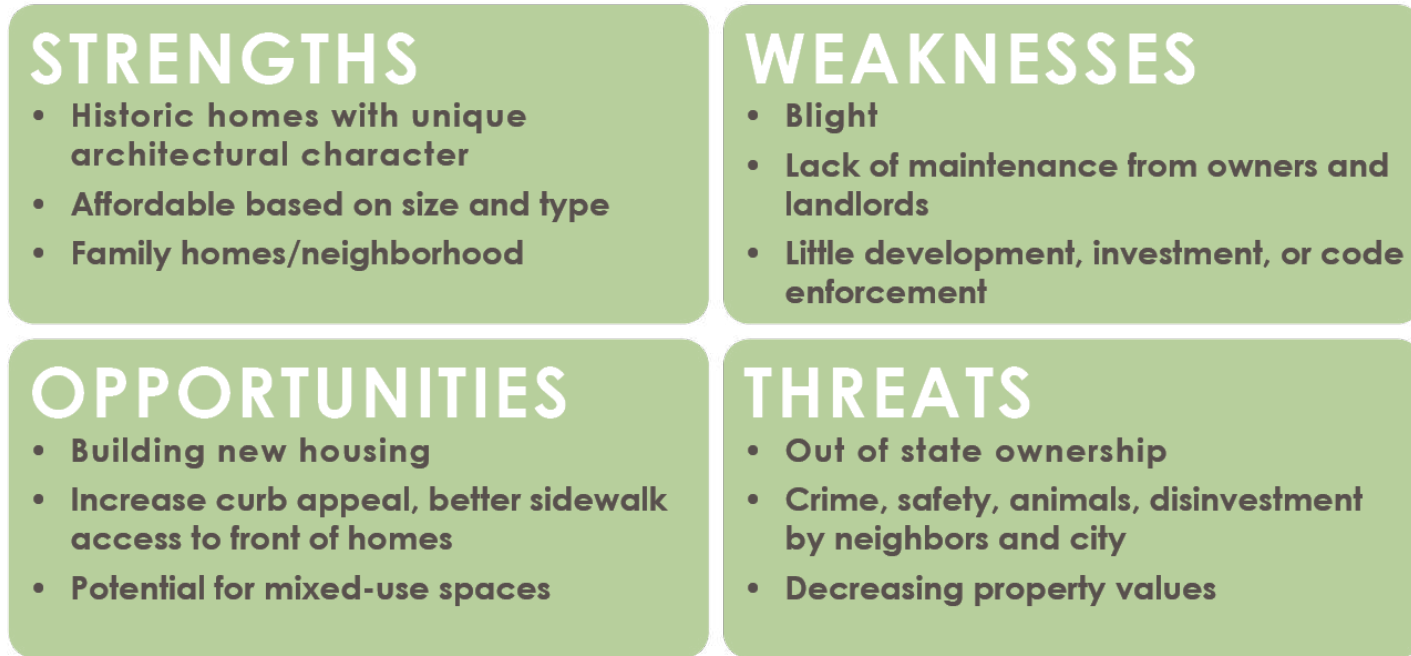 STRENGTHS
• Historic homes with unique
architectural character
• Affordable based on size and type
• Family homes/neighborhood
WEAKNESSES
• Blight
• Lack of maintenance from owners and
landlords
• Little development, investment, or code
enforcement
OPPORTUNITIES
• Building new housing
• Increase curb appeal, better sidewalk
access to front of homes
• Potential for mixed-use spaces
THREATS
• Out of state ownership
• Crime, safety, animals, disinvestment
by neighbors and city
• Decreasing property values